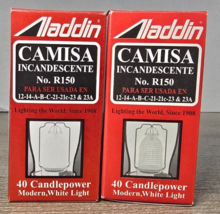 Aladdin
CAMISA
INCANDESCENTE
No. R150
PARA SER USADA EN
12-14-A-B-C-21-21c-23 & 23A
Lighting the World, Since 1908
40 Candlepower
Modern, White Light
Aladdin
CAMISA
INCANDESCENTE
No. R150
PARA SER USADA EN
12-14-A-B-C-21-21c-23 & 23A
Lighting the World, Since 1908
40 Candlepower
Modern, White Light